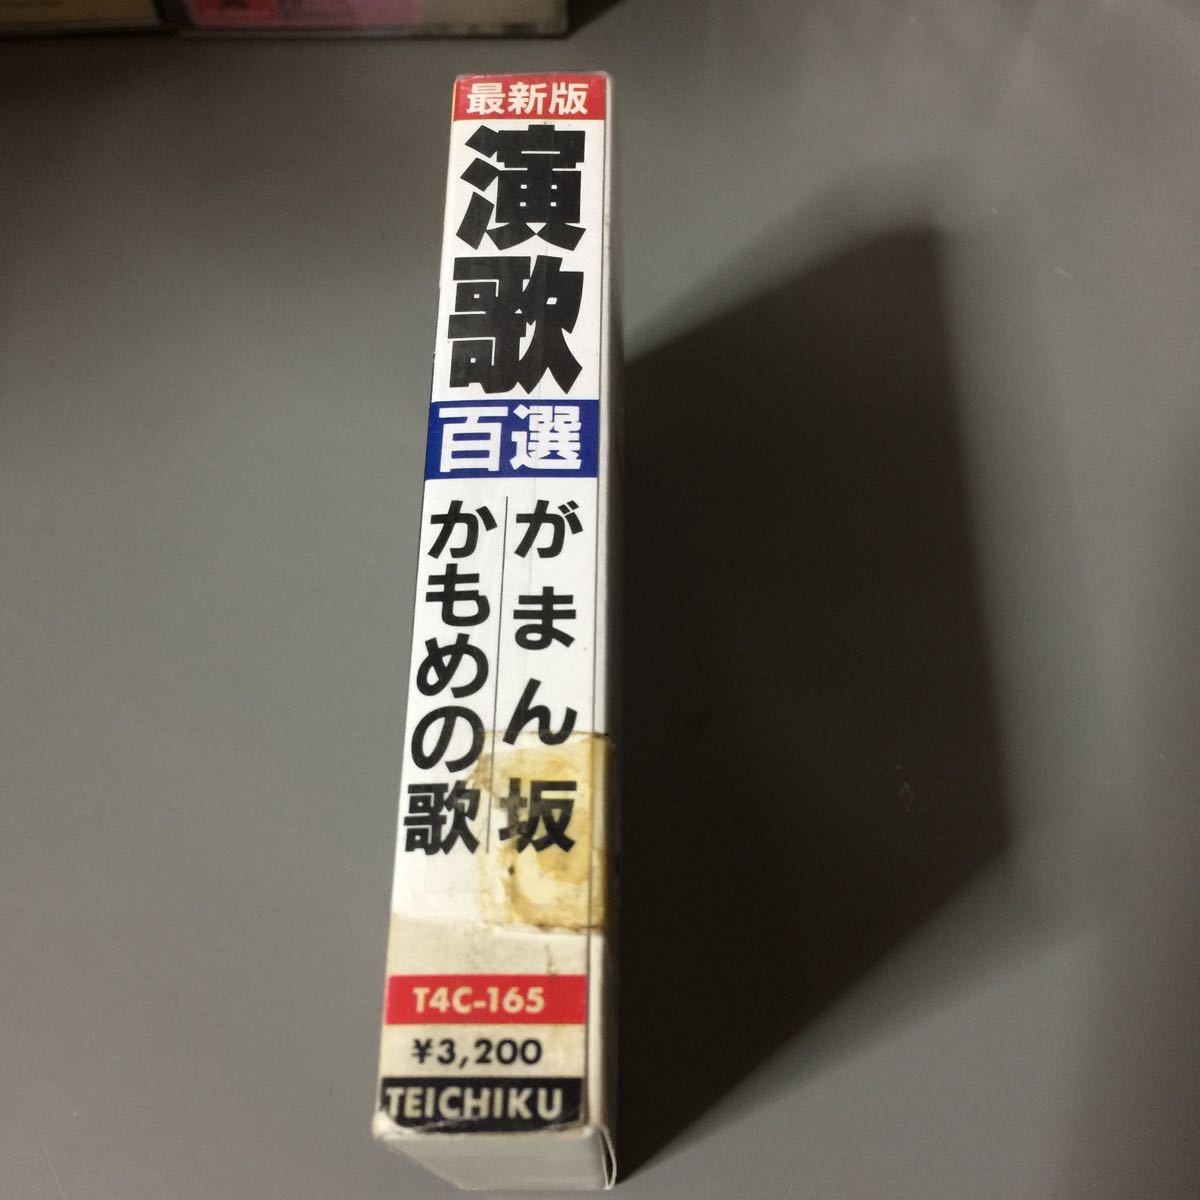 最新版
演歌
百選
がまん坂
かもめの歌
T4C-165
¥3,200
TEICHIKU